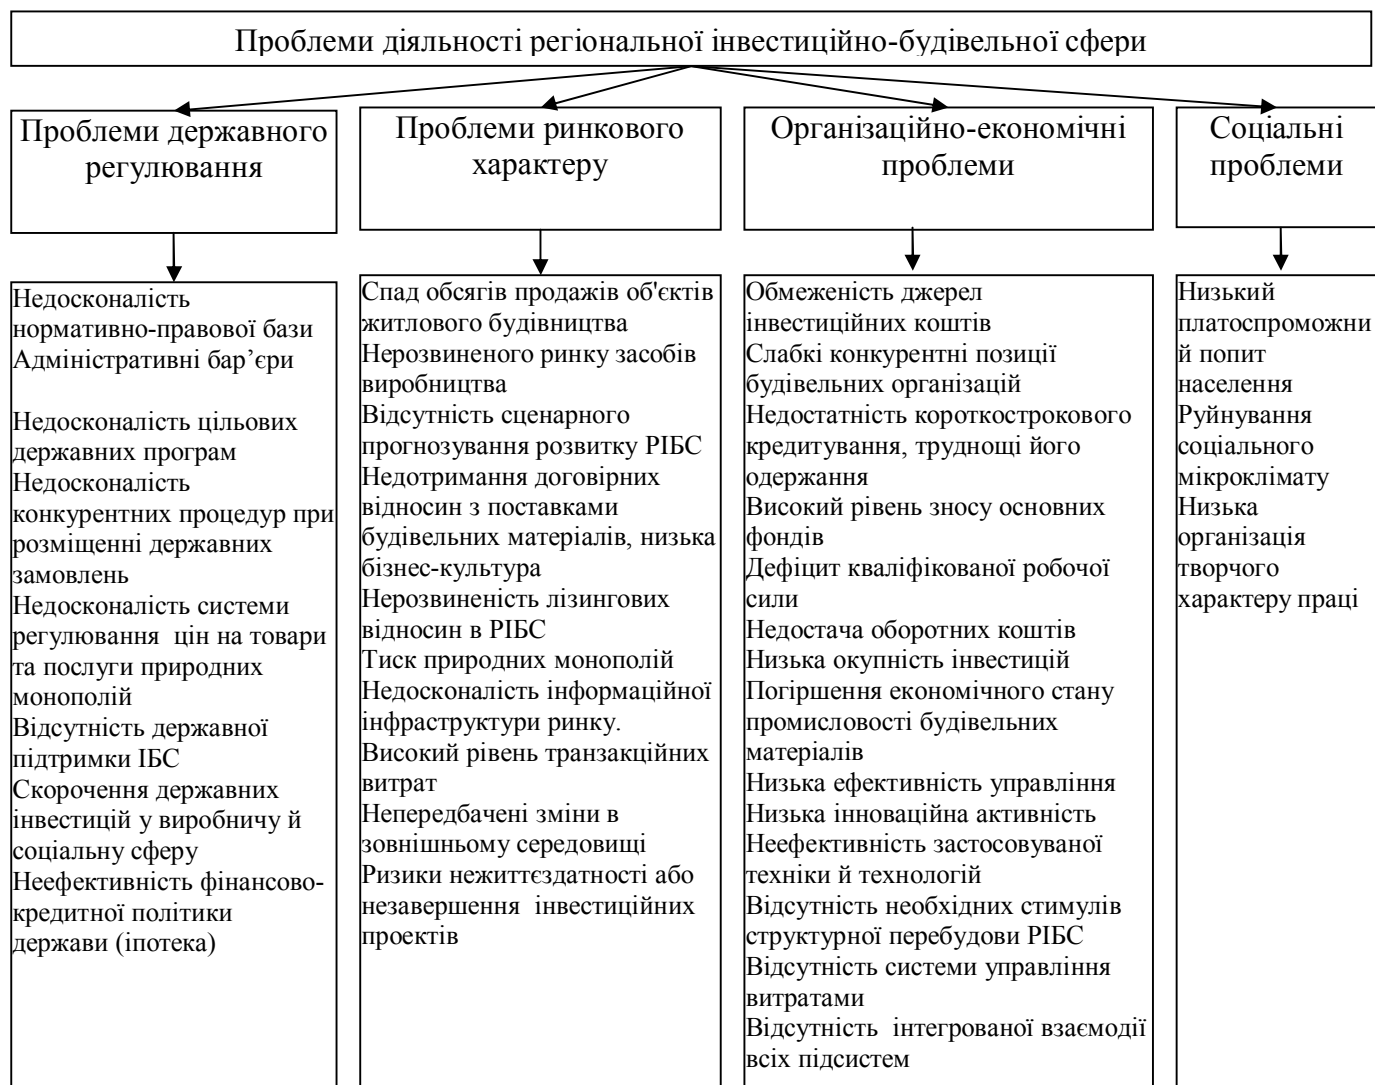 Проблеми діяльності регіональної інвестиційно-будівельної сфери
Проблеми державного
регулювання
Проблеми ринкового
характеру
Організаційно-економічні
проблеми
Соціальні
проблеми
Недосконалість
нормативно-правової бази
Адміністративні бар’єри
Недосконалість цільових
державних програм
Недосконалість
конкурентних процедур при
розміщенні державних
замовлень
Недосконалість системи
регулювання цін на товари
та послуги природних
монополій
Відсутність державної
підтримки ІБС
Скорочення державних
інвестицій у виробничу й
соціальну сферу
Неефективність фінансово-
кредитної політики
держави (іпотека)
Спад обсягів продажів об'єктів
житлового будівництва
Нерозвиненого ринку засобів
виробництва
Відсутність сценарного
прогнозування розвитку РІБС
Недотримання договірних
відносин з поставками
будівельних матеріалів, низька
бізнес-культура
Нерозвиненість лізингових
відносин в РІБС
Тиск природних монополій
Недосконалість інформаційної
інфраструктури ринку.
Високий рівень транзакційних
витрат
Непередбачені зміни в
зовнішньому середовищі
Ризики нежиттєздатності або
незавершення інвестиційних
проектів
Обмеженість джерел
інвестиційних коштів
Слабкі конкурентні позиції
будівельних організацій
Недостатність короткострокового
кредитування, труднощі його
одержання
Високий рівень зносу основних
фондів
Дефіцит кваліфікованої робочої
сили
Недостача оборотних коштів
Низька окупність інвестицій
Погіршення економічного стану
промисловості будівельних
матеріалів
Низька ефективність управління
Низька інноваційна активність
Неефективність застосовуваної
техніки й технологій
Відсутність необхідних стимулів
структурної перебудови РІБС
Відсутність системи управління
витратами
Відсутність інтегрованої взаємодії
всіх підсистем
Низький
платоспроможни
й попит
населення
Руйнування
соціального
мікроклімату
Низька
організація
творчого
характеру праці